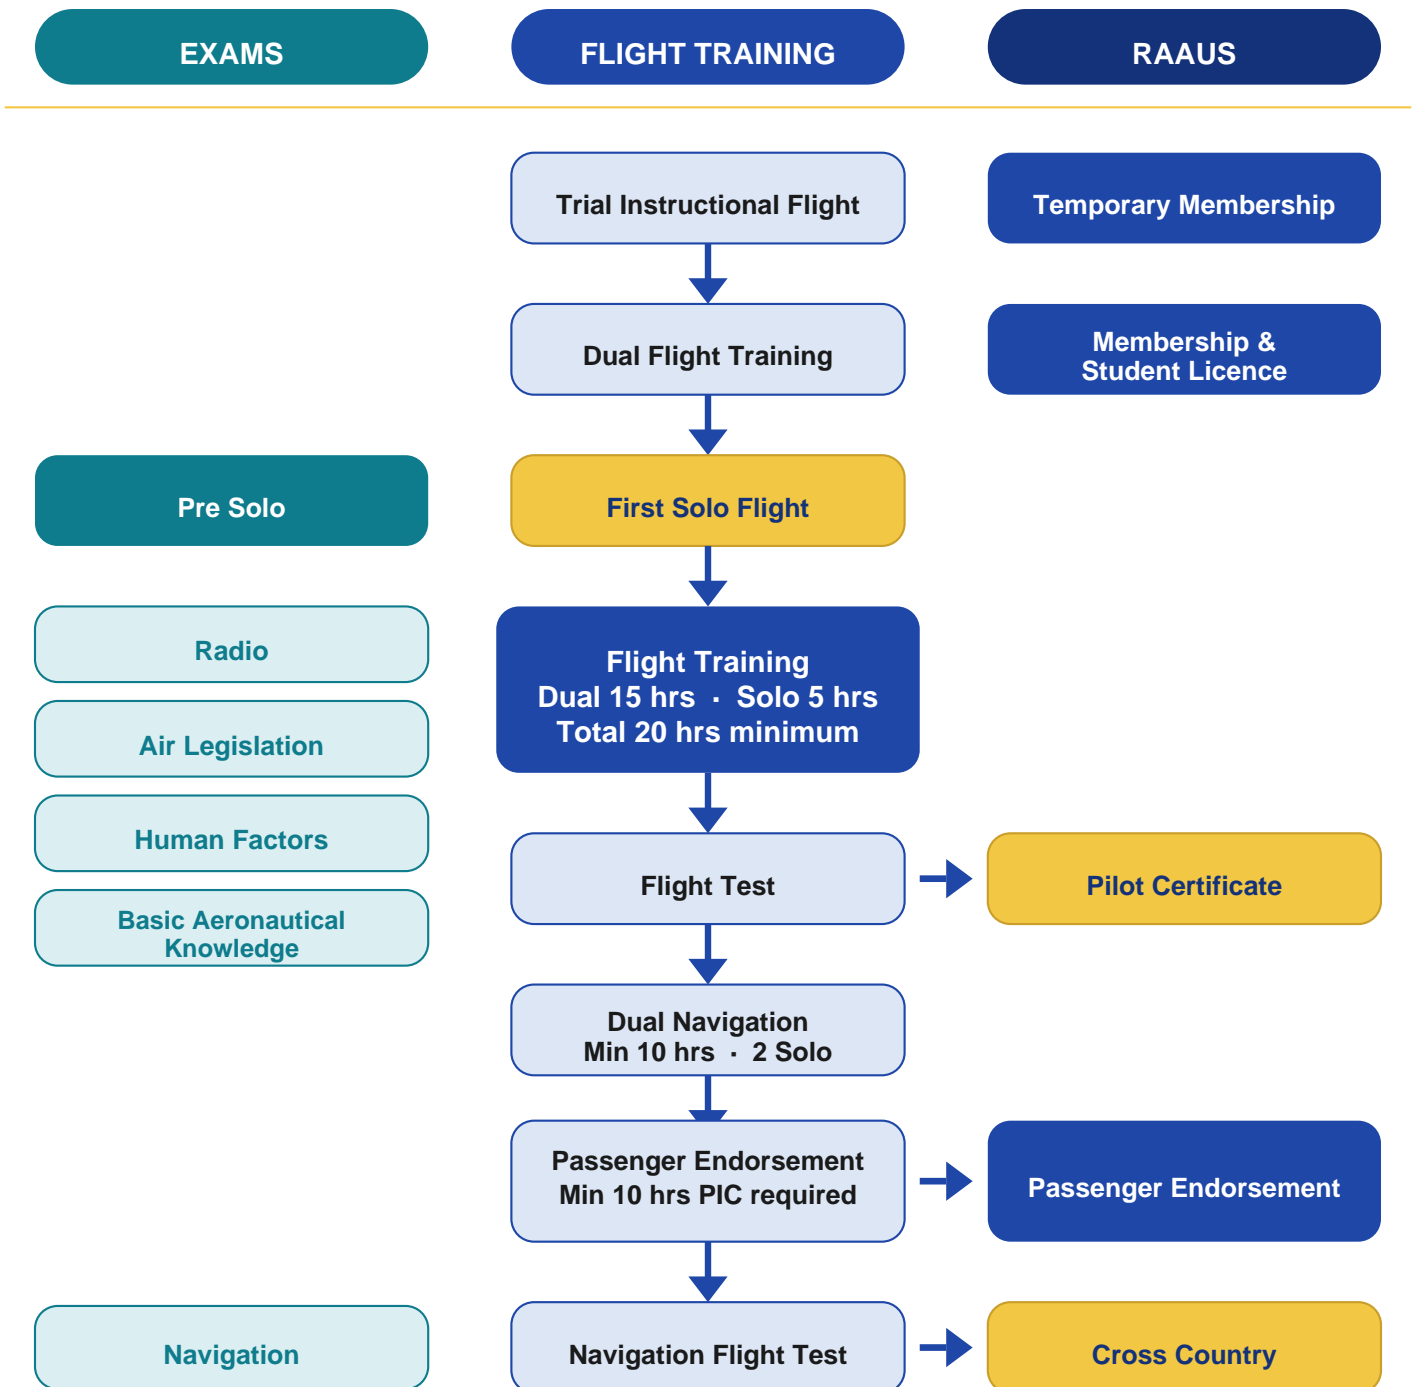 EXAMS
FLIGHT TRAINING
RAAUS
Trial Instructional Flight
Temporary Membership
Dual Flight Training
Membership &
Student Licence
Pre Solo
First Solo Flight
Radio
Air Legislation
Human Factors
Basic Aeronautical
Knowledge
Flight Training
Dual 15 hrs · Solo 5 hrs
Total 20 hrs minimum
Flight Test
Pilot Certificate
Dual Navigation
Min 10 hrs · 2 Solo
Passenger Endorsement
Min 10 hrs PIC required
Passenger Endorsement
Navigation
Navigation Flight Test
Cross Country